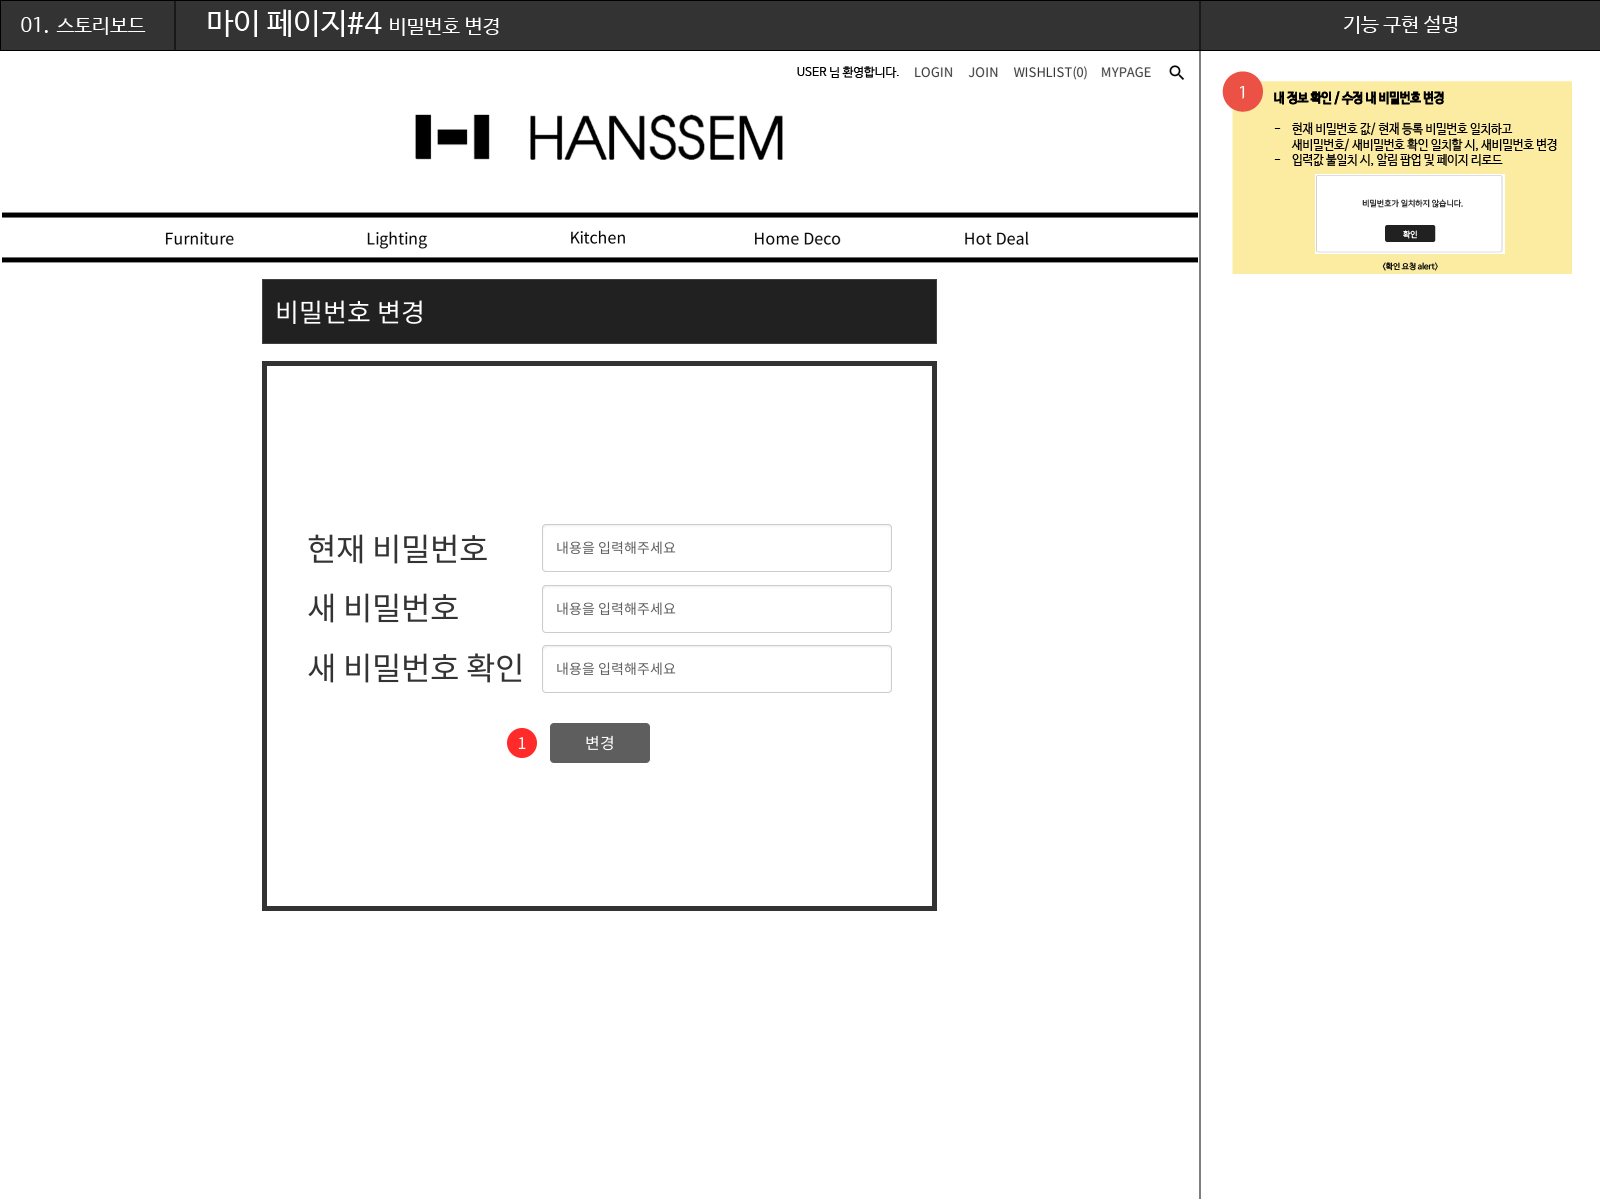 01. 스토리보드
마이 페이지#4 비밀번호 변경
기능 구현 설명
USER 님 환영합니다. LOGIN JOIN WISHLIST(0) MYPAGE
HANSSEM
Furniture Lighting Kitchen Home Deco Hot Deal
비밀번호 변경
현재 비밀번호 내용을 입력해주세요
새 비밀번호 내용을 입력해주세요
새 비밀번호 확인 내용을 입력해주세요
1 변경
1
내 정보 확인 / 수정 내 비밀번호 변경
- 현재 비밀번호 값/ 현재 등록 비밀번호 일치하고
새비밀번호/ 새비밀번호 확인 일치할 시, 새비밀번호 변경
- 입력값 불일치 시, 알림 팝업 및 페이지 리로드
비밀번호가 일치하지 않습니다.
확인
<확인 요청 alert>